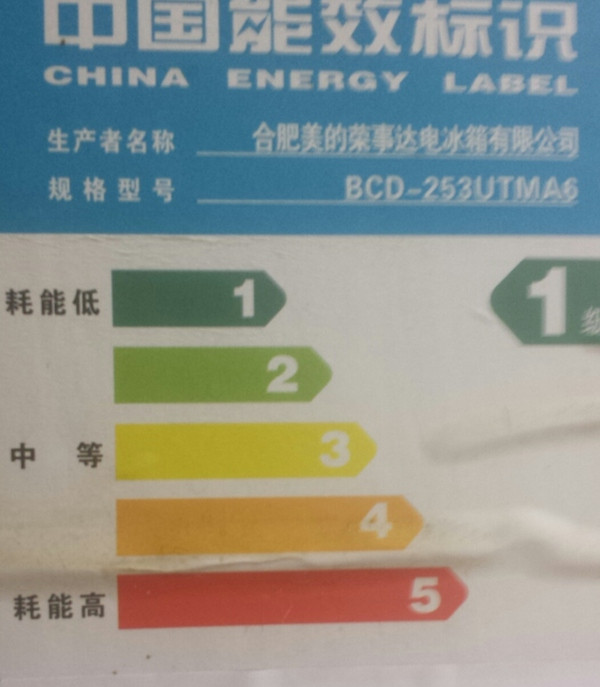 中国能效标识
CHINA ENERGY LABEL
生产者名称 合肥美的荣事达电冰箱有限公司
规格型号 BCD-253UTMA6
耗能低 1 1级
2
中等 3
4
耗能高 5